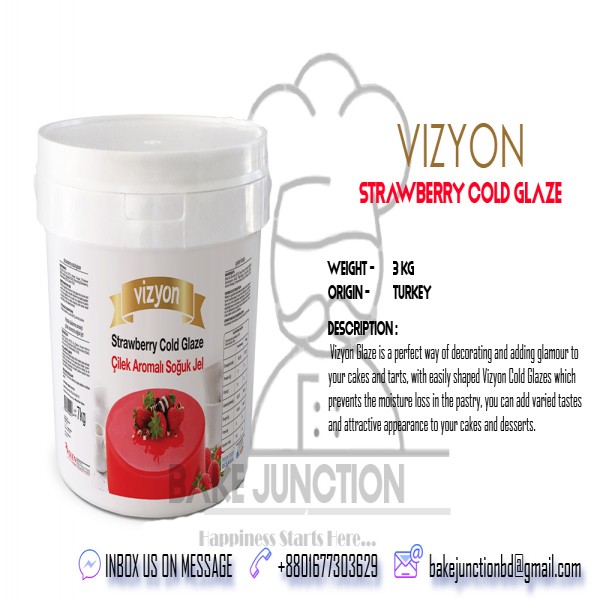 VIZYON
STRAWBERRY COLD GLAZE
WEIGHT - 3 KG
ORIGIN - TURKEY
DESCRIPTION :
Vizyon Glaze is a perfect way of decorating and adding glamour to
your cakes and tarts, with easily shaped Vizyon Cold Glazes which
prevents the moisture loss in the pastry, you can add varied tastes
and attractive appearance to your cakes and desserts.
vizyon
Strawberry Cold Glaze
Çilek Aromalı Soğuk Jel
7kg
BAKE JUNCTION
Happiness Starts Here...
INBOX US ON MESSAGE
+8801677303629
bakejunctionbd@gmail.com